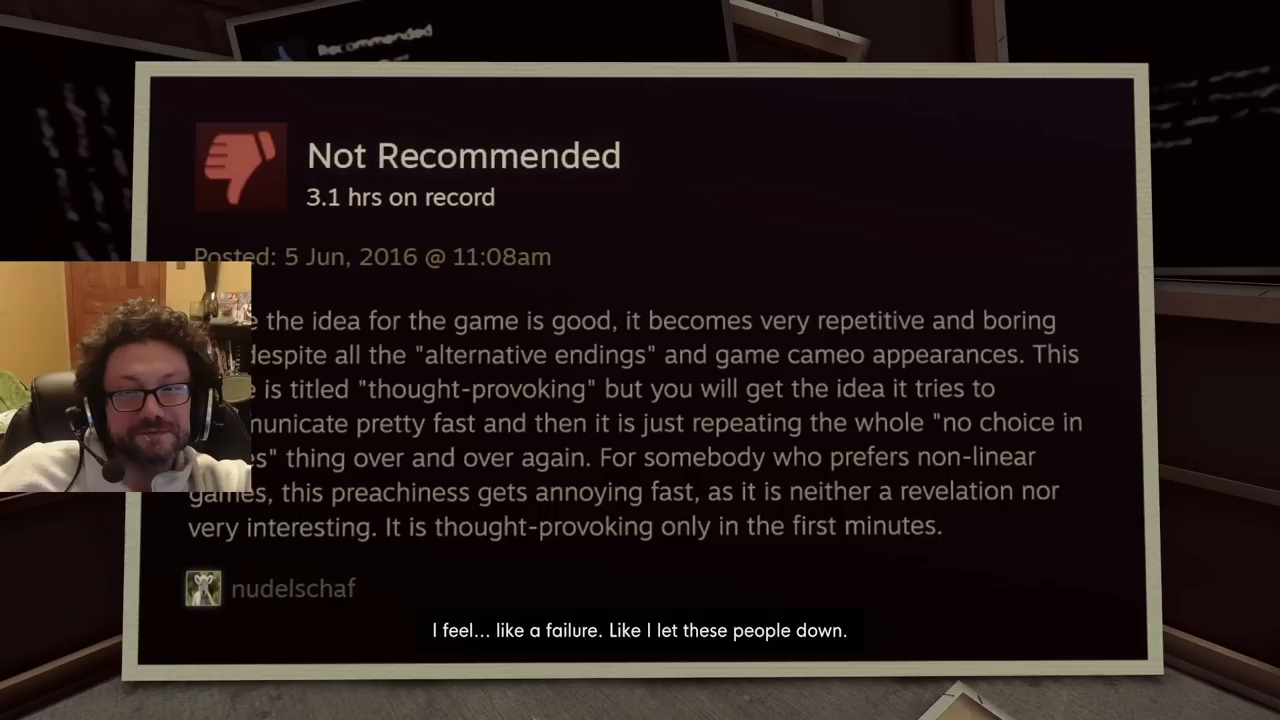 Recommended
Not Recommended
3.1 hrs on record
Posted: 5 Jun, 2016 @ 11:08am
the idea for the game is good, it becomes very repetitive and boring
despite all the "alternative endings" and game cameo appearances. This
is titled "thought-provoking" but you will get the idea it tries to
pretty fast and then it is just repeating the whole "no choice in
thing over and over again. For somebody who prefers non-linear
games, this preachiness gets annoying fast, as it is neither a revelation nor
very interesting. It is thought-provoking only in the first minutes.
nudelschaf
I feel... like a failure. Like I let these people down.